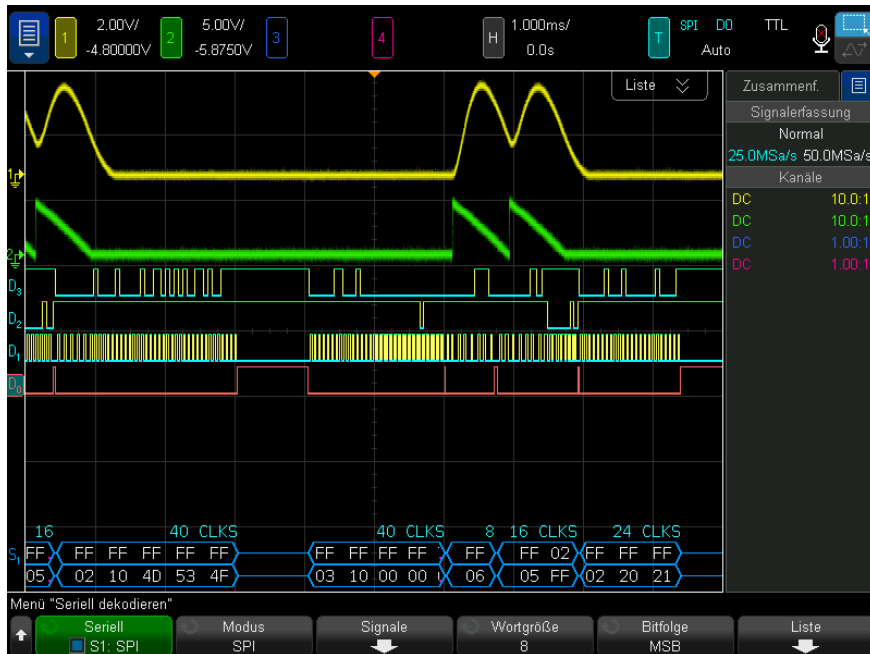 1 2.00V/ 2 5.00V/ 3 4 H 1.000ms/ T SPI D0 TTL
-4.80000V -5.8750V 0.0s Auto
Liste
Zusammenf.
Signalerfassung
Normal
25.0MSa/s 50.0MSa/s
Kanäle
DC 10.0:1
DC 10.0:1
DC 1.00:1
DC 1.00:1
1
2
D3
D2
D1
D0
16 40 CLKS 40 CLKS 8 16 CLKS 24 CLKS
S1 FF FF FF FF FF FF FF FF FF FF FF FF 02 FF FF FF
05 02 10 4D 53 4F 03 10 00 00 06 05 FF 02 20 21
Menü "Seriell dekodieren"
Seriell Modus Signale Wortgröße Bitfolge Liste
S1: SPI SPI 8 MSB